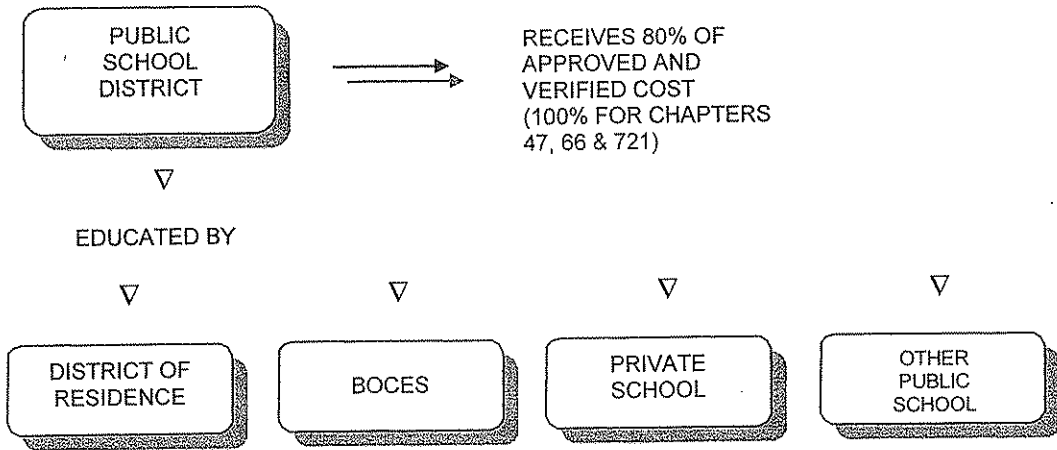 PUBLIC
SCHOOL
DISTRICT
RECEIVES 80% OF
APPROVED AND
VERIFIED COST
(100% FOR CHAPTERS
47, 66 & 721)
EDUCATED BY
DISTRICT OF
RESIDENCE
BOCES
PRIVATE
SCHOOL
OTHER
PUBLIC
SCHOOL